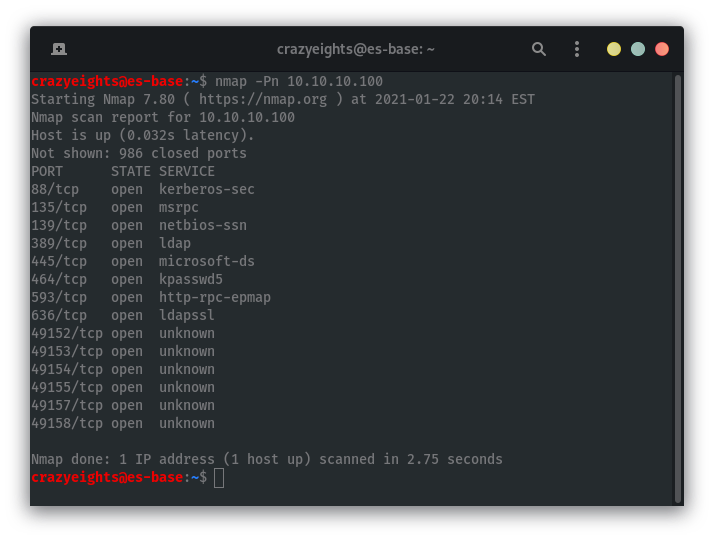 crazyeights@es-base: ~
crazyeights@es-base:~$ nmap -Pn 10.10.10.100
Starting Nmap 7.80 ( https://nmap.org ) at 2021-01-22 20:14 EST
Nmap scan report for 10.10.10.100
Host is up (0.032s latency).
Not shown: 986 closed ports
PORT      STATE SERVICE
88/tcp    open  kerberos-sec
135/tcp   open  msrpc
139/tcp   open  netbios-ssn
389/tcp   open  ldap
445/tcp   open  microsoft-ds
464/tcp   open  kpasswd5
593/tcp   open  http-rpc-epmap
636/tcp   open  ldapssl
49152/tcp open  unknown
49153/tcp open  unknown
49154/tcp open  unknown
49155/tcp open  unknown
49157/tcp open  unknown
49158/tcp open  unknown
Nmap done: 1 IP address (1 host up) scanned in 2.75 seconds
crazyeights@es-base:~$